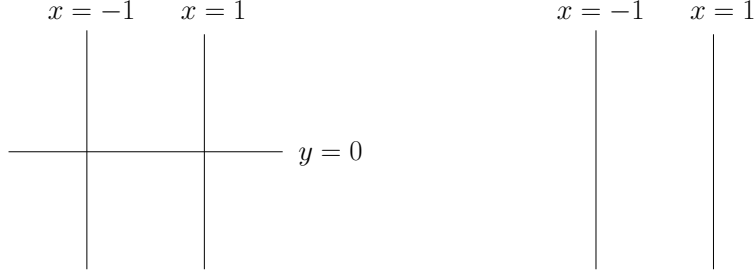 x = −1 x = 1 x = −1 x = 1
y = 0